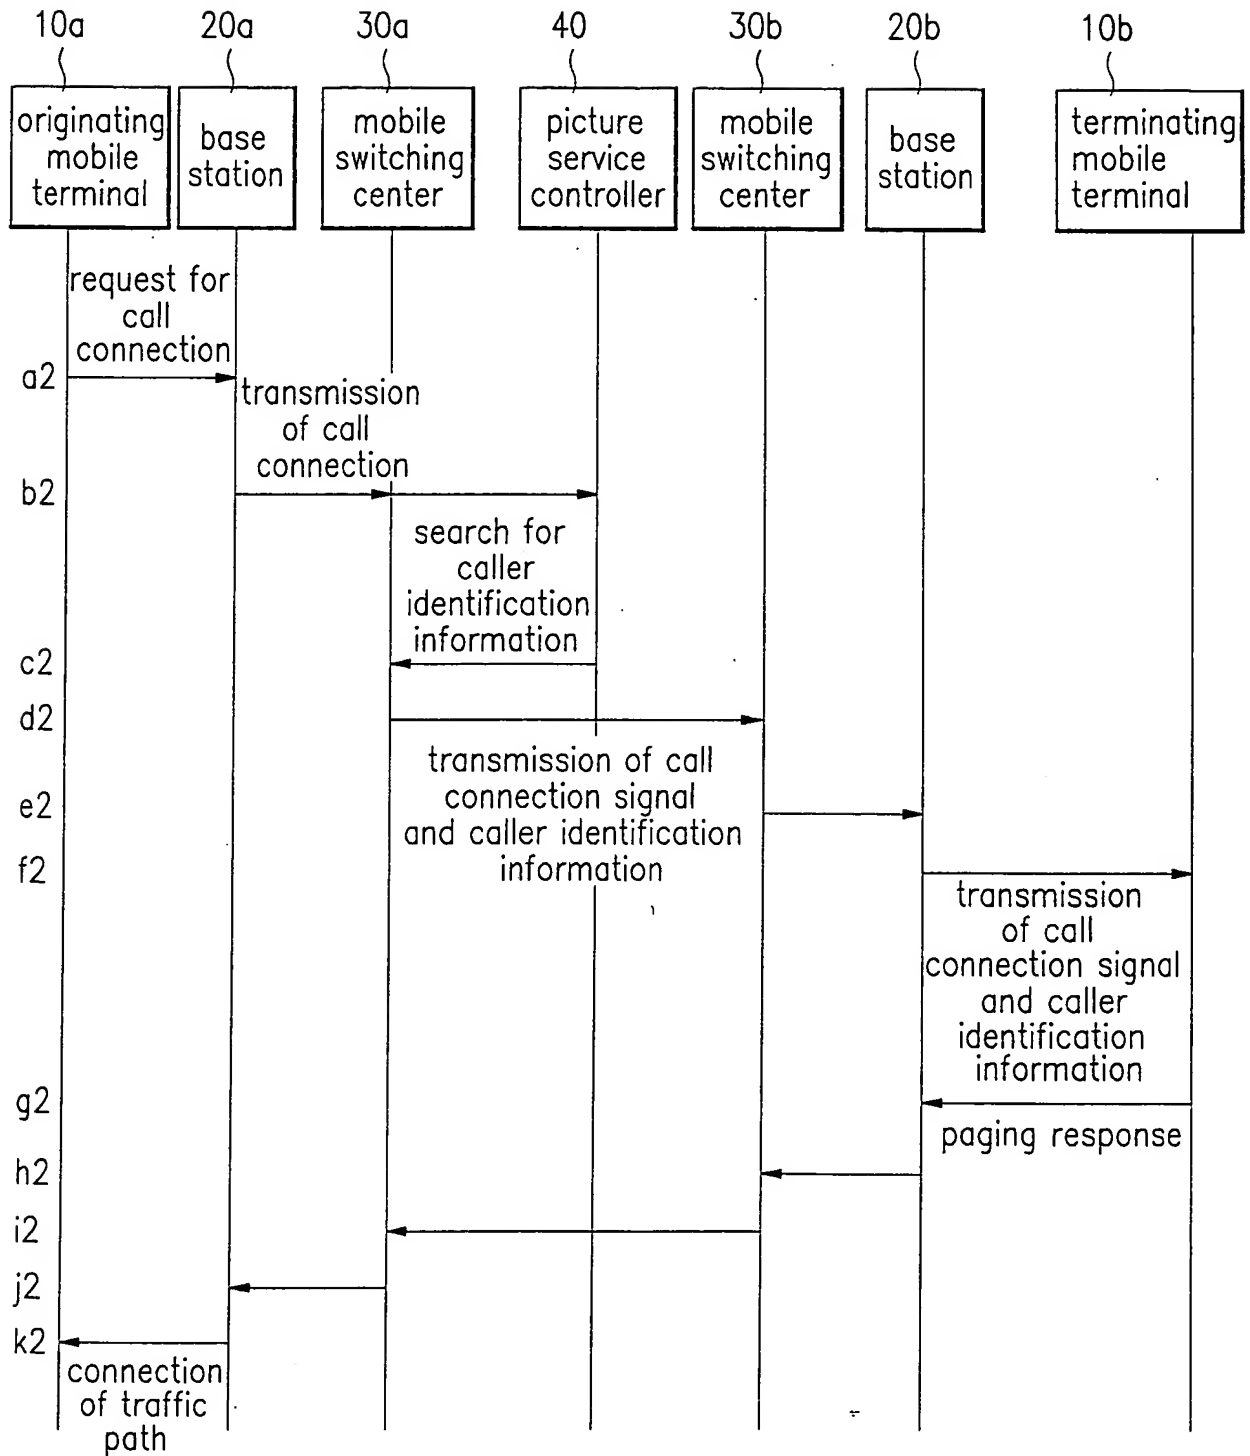 10a 20a 30a 40 30b 20b 10b
originating
mobile
terminal
base
station
mobile
switching
center
picture
service
controller
mobile
switching
center
base
station
terminating
mobile
terminal
request for
call
connection
a2
transmission
of call
connection
b2
search for
caller
identification
information
c2
d2
transmission of call
connection signal
and caller identification
information
e2
f2
transmission
of call
connection signal
and caller
identification
information
g2
paging response
h2
i2
j2
k2
connection
of traffic
path